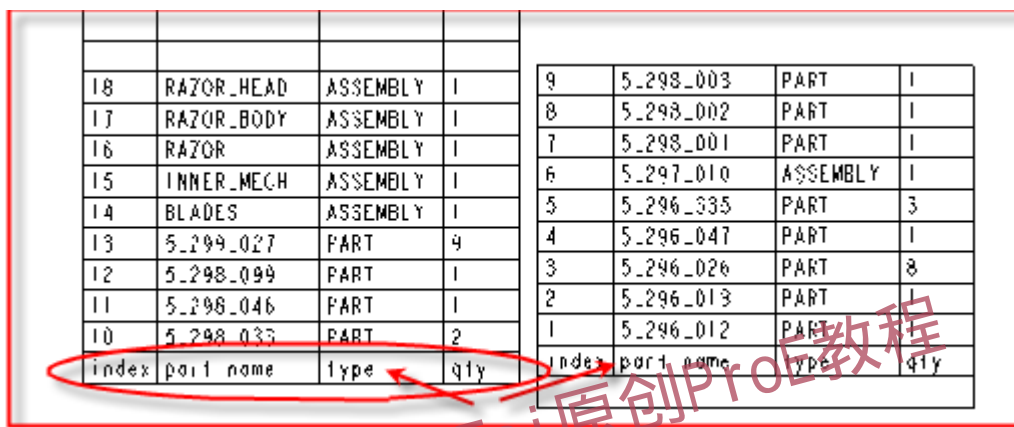 18 RAZOR_HEAD ASSEMBLY 1
17 RAZOR_BODY ASSEMBLY 1
16 RAZOR ASSEMBLY 1
15 INNER_MECH ASSEMBLY 1
14 BLADES ASSEMBLY 1
13 5_299_027 PART 9
12 5_298_099 PART 1
11 5_298_046 PART 1
10 5_298_033 PART 2
index part name type qty
9 5_298_003 PART 1
8 5_298_002 PART 1
7 5_298_001 PART 1
6 5_297_010 ASSEMBLY 1
5 5_296_335 PART 3
4 5_296_047 PART 1
3 5_296_026 PART 8
2 5_296_013 PART 1
1 5_296_012 PART 1
index part name type qty
原创ProE教程